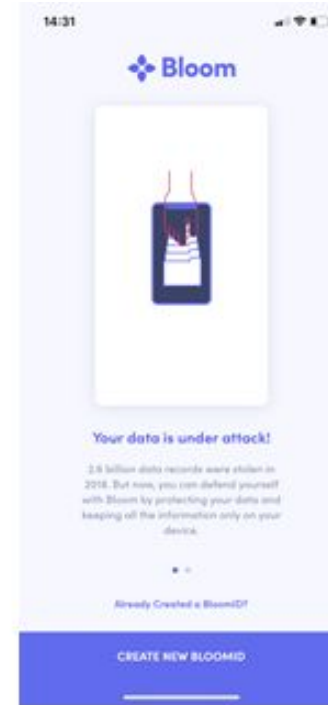 14:31
Bloom
Your data is under attack!
2.6 billion data records were stolen in
2018. But now, you can defend yourself
with Bloom by protecting your data and
keeping all the information only on your
device.
Already Created a BloomID?
CREATE NEW BLOOMID